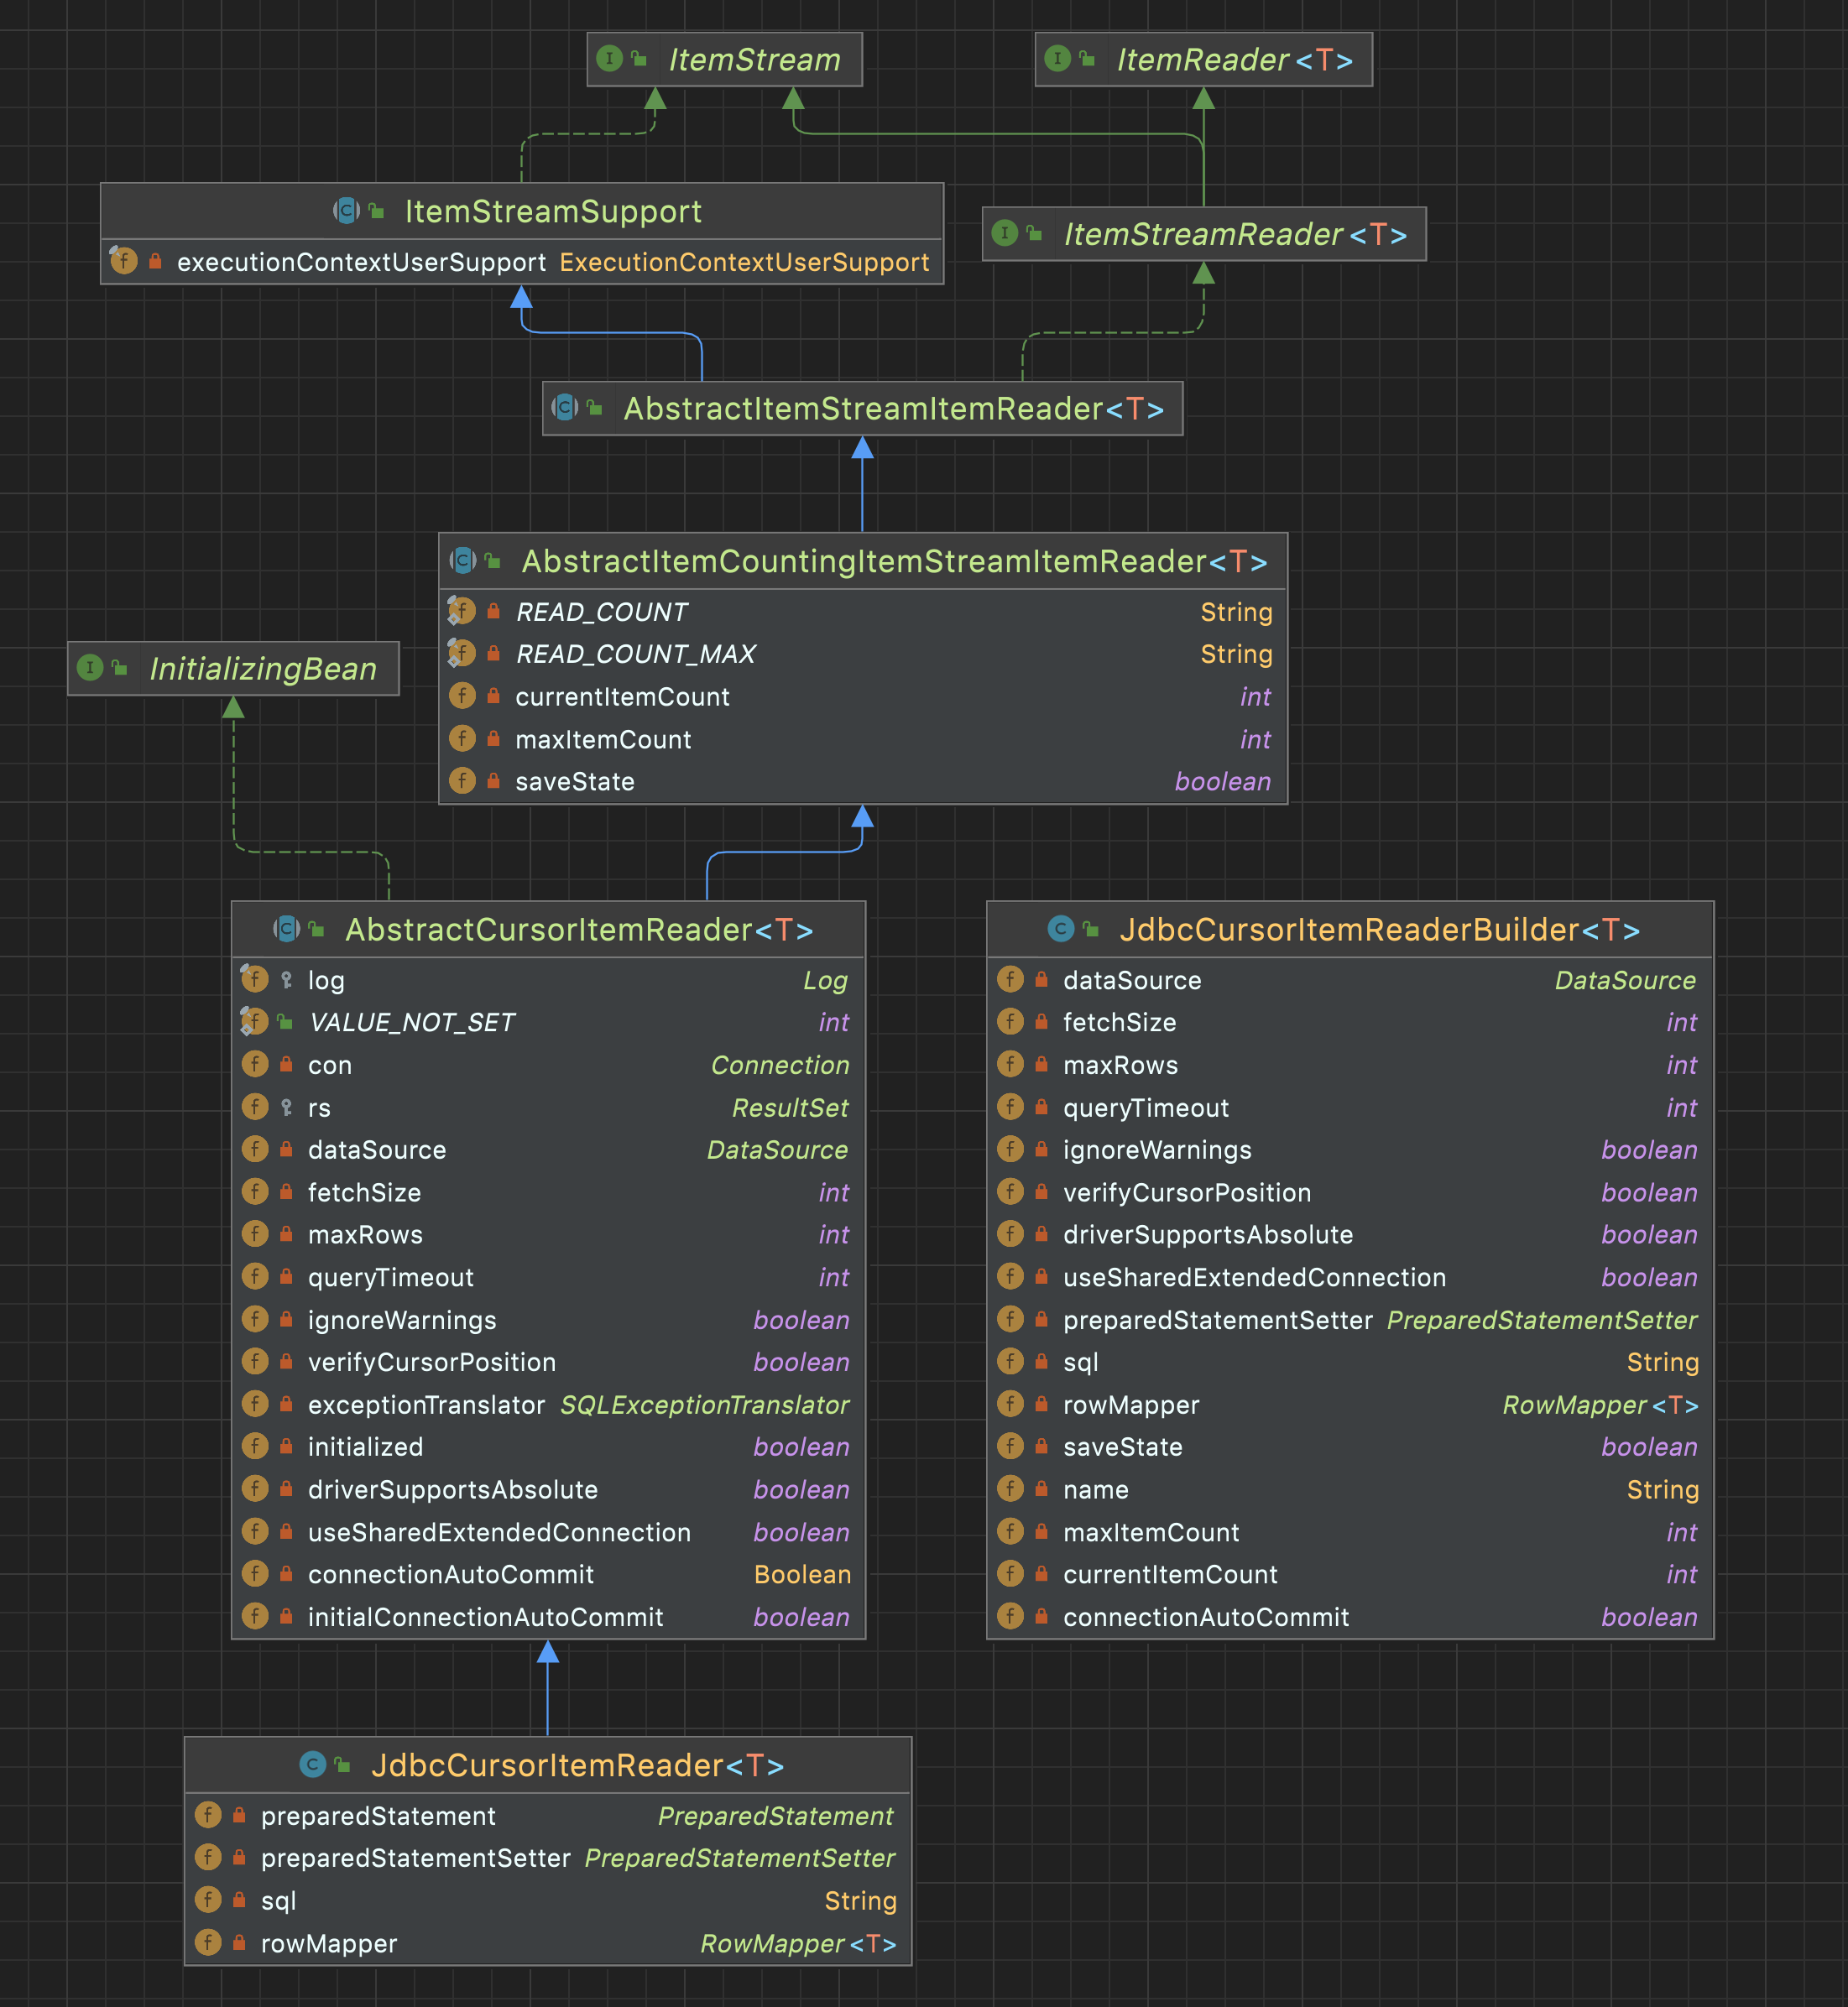 ItemStream
ItemReader<T>
ItemStreamSupport
executionContextUserSupport ExecutionContextUserSupport
ItemStreamReader<T>
AbstractItemStreamItemReader<T>
AbstractItemCountingItemStreamItemReader<T>
READ_COUNT String
READ_COUNT_MAX String
currentItemCount int
maxItemCount int
saveState boolean
InitializingBean
AbstractCursorItemReader<T>
log Log
VALUE_NOT_SET int
con Connection
rs ResultSet
dataSource DataSource
fetchSize int
maxRows int
queryTimeout int
ignoreWarnings boolean
verifyCursorPosition boolean
exceptionTranslator SQLExceptionTranslator
initialized boolean
driverSupportsAbsolute boolean
useSharedExtendedConnection boolean
connectionAutoCommit Boolean
initialConnectionAutoCommit boolean
JdbcCursorItemReaderBuilder<T>
dataSource DataSource
fetchSize int
maxRows int
queryTimeout int
ignoreWarnings boolean
verifyCursorPosition boolean
driverSupportsAbsolute boolean
useSharedExtendedConnection boolean
preparedStatementSetter PreparedStatementSetter
sql String
rowMapper RowMapper<T>
saveState boolean
name String
maxItemCount int
currentItemCount int
connectionAutoCommit boolean
JdbcCursorItemReader<T>
preparedStatement PreparedStatement
preparedStatementSetter PreparedStatementSetter
sql String
rowMapper RowMapper<T>